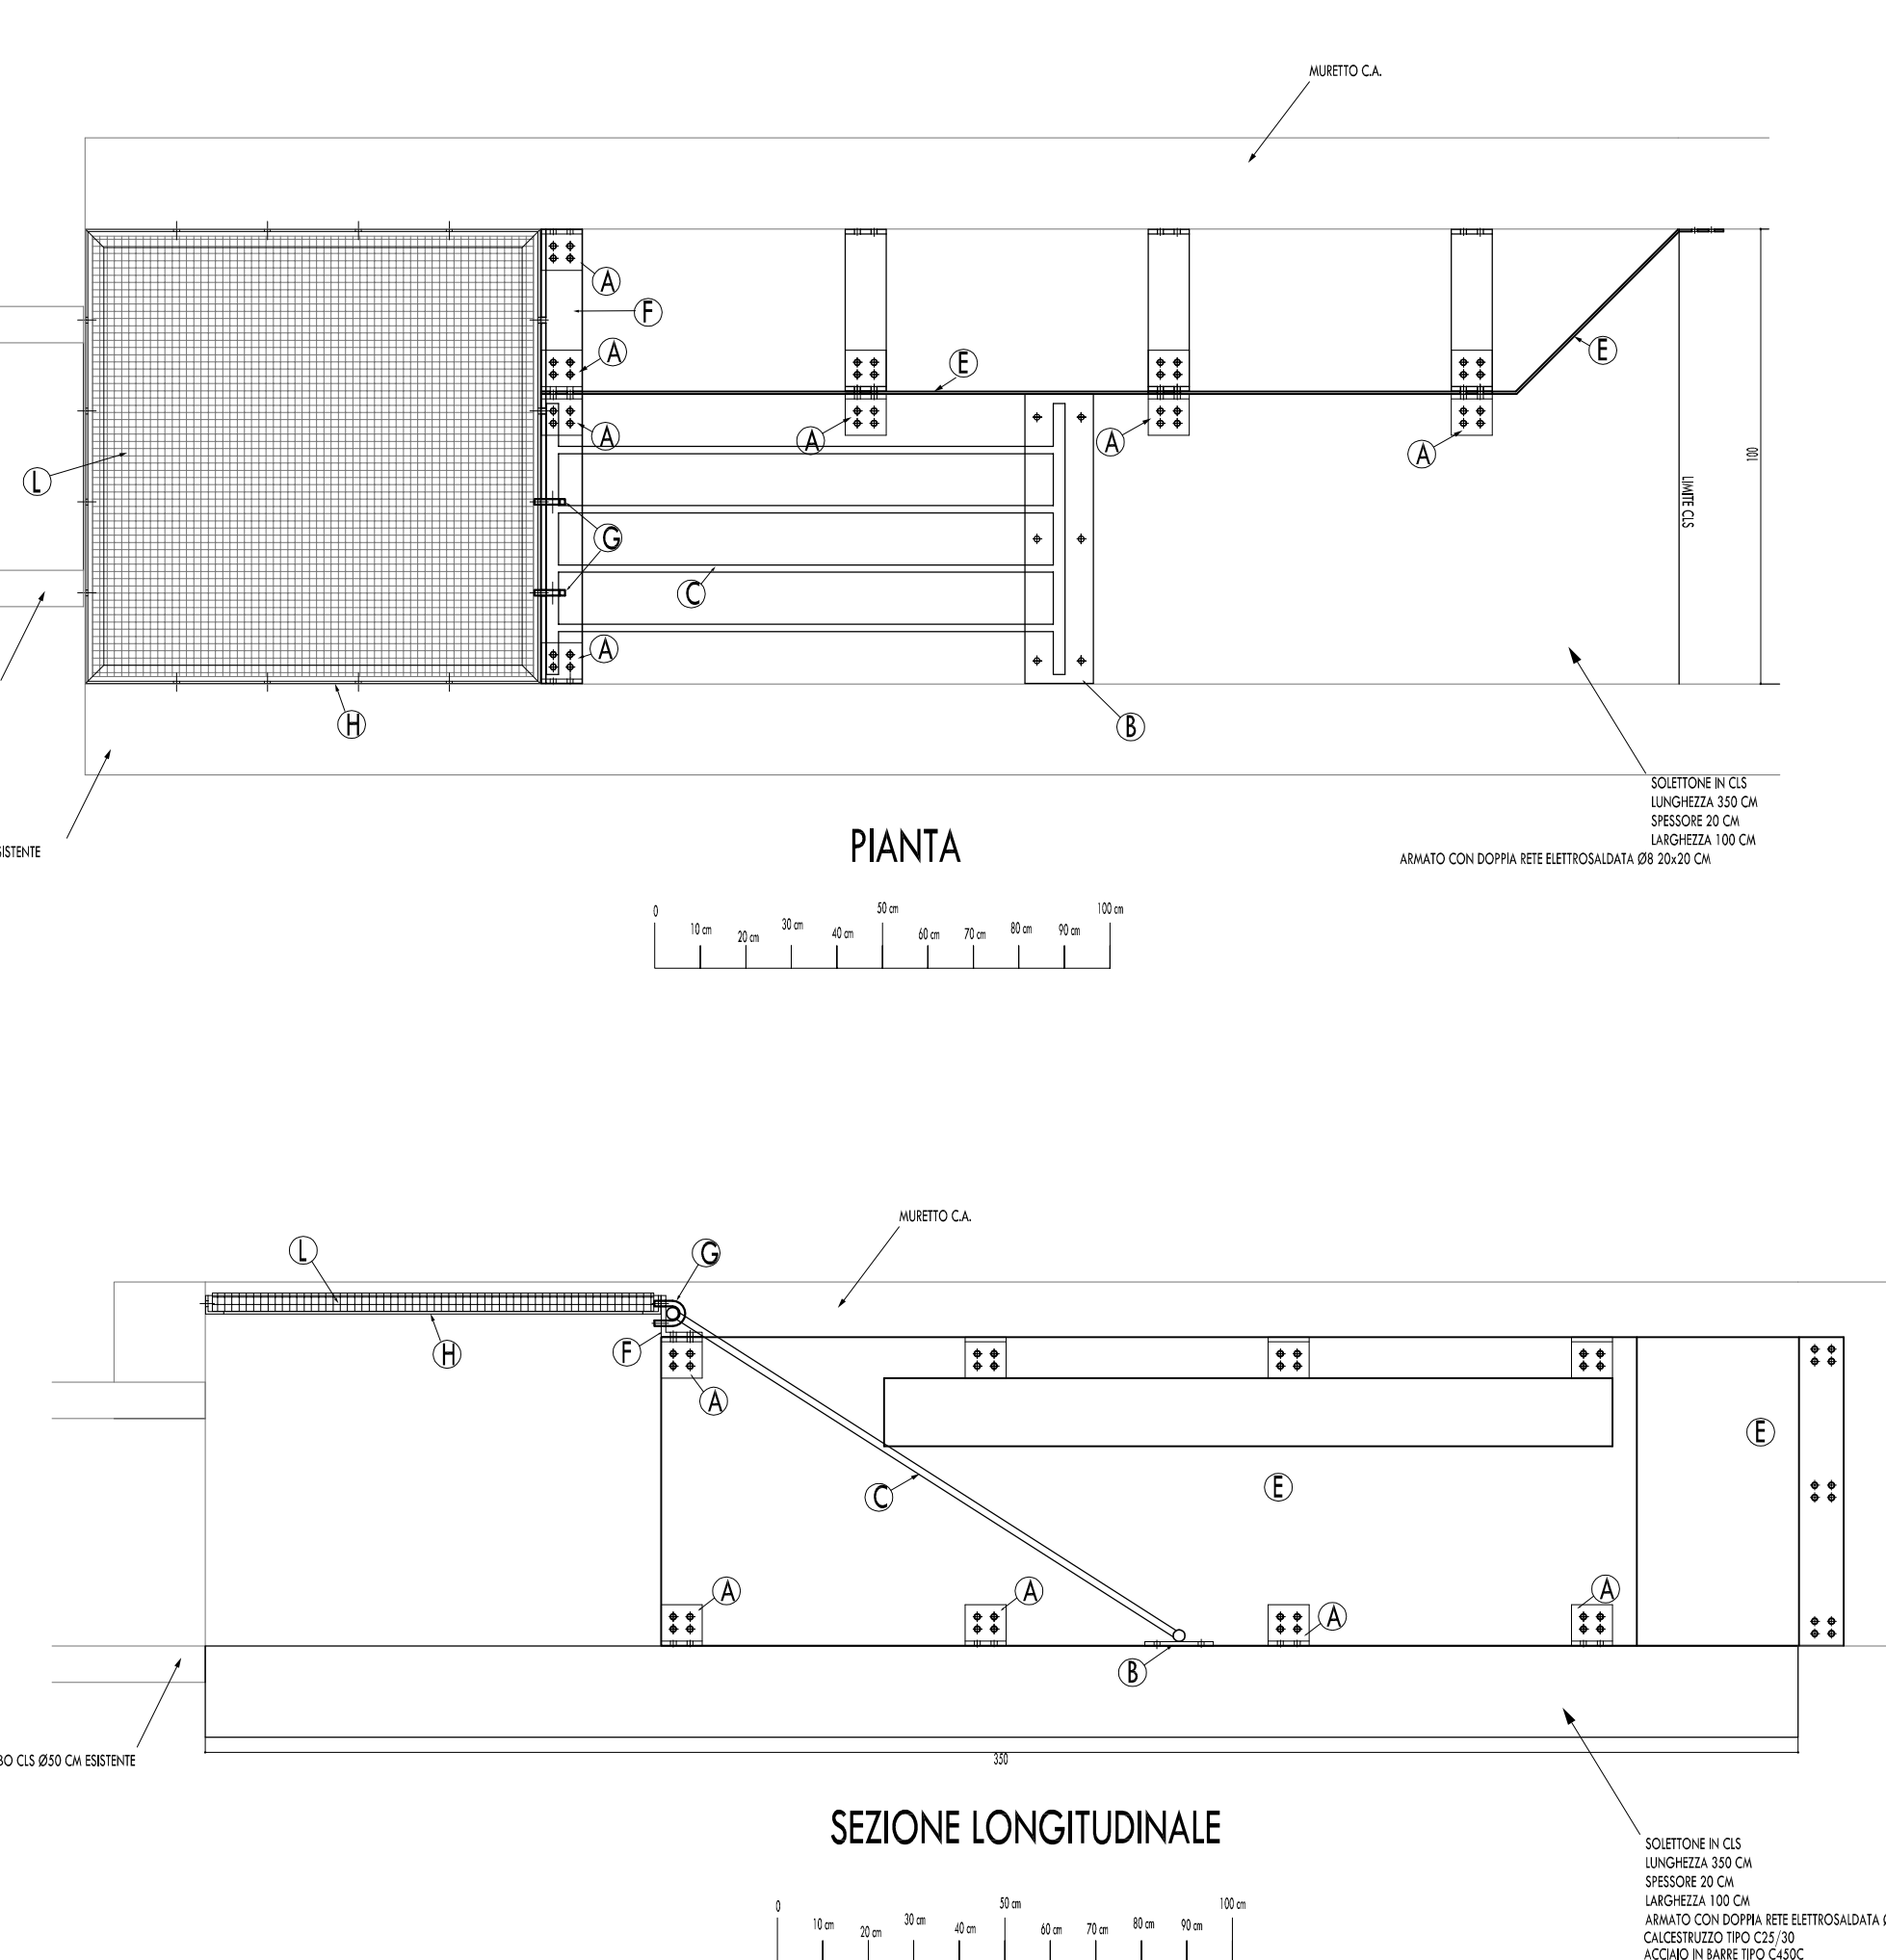 MURETTO C.A.
A
F
A
E
E
A
A
A
A
L
100
LIMITE CLS
G
C
A
H
B
SOLETTONE IN CLS
LUNGHEZZA 350 CM
SPESSORE 20 CM
LARGHEZZA 100 CM
ARMATO CON DOPPIA RETE ELETTROSALDATA Ø8 20x20 CM
PIANTA
0 10 cm 20 cm 30 cm 40 cm 50 cm 60 cm 70 cm 80 cm 90 cm 100 cm
MURETTO C.A.
L
G
H
F
A
E
E
C
A
A
A
A
B
CLS Ø50 CM ESISTENTE
350
SEZIONE LONGITUDINALE
SOLETTONE IN CLS
LUNGHEZZA 350 CM
SPESSORE 20 CM
LARGHEZZA 100 CM
ARMATO CON DOPPIA RETE ELETTROSALDATA
CALCESTRUZZO TIPO C25/30
ACCIAIO IN BARRE TIPO C450C
0 10 cm 20 cm 30 cm 40 cm 50 cm 60 cm 70 cm 80 cm 90 cm 100 cm